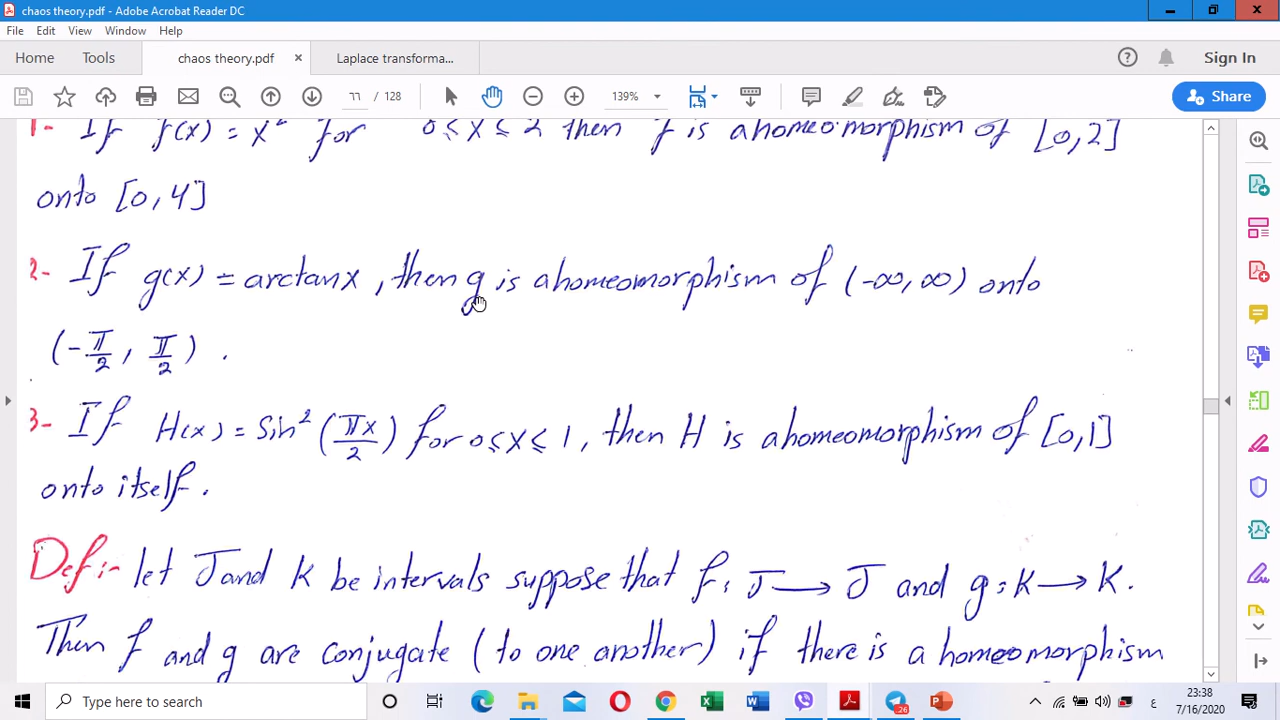 chaos theory.pdf - Adobe Acrobat Reader DC
File Edit View Window Help
Home Tools chaos theory.pdf × Laplace transforma...
? Sign In
٦٦ / 128 139% Share
1- If f(x) = x² for 0 ≤ x ≤ 2 then f is a homeomorphism of [0,2]
onto [0,4]
2- If g(x) = arctanx , then g is a homeomorphism of (-∞, ∞) onto
(-π/2 , π/2) .
3- If H(x) = Sin² (πx/2) for 0 ≤ x ≤ 1 , then H is a homeomorphism of [0,1]
onto itself .
Def:- let J and K be intervals suppose that f: J → J and g: K → K.
Then f and g are conjugate (to one another) if there is a homeomorphism
Type here to search
26
ع 23:38
7/16/2020